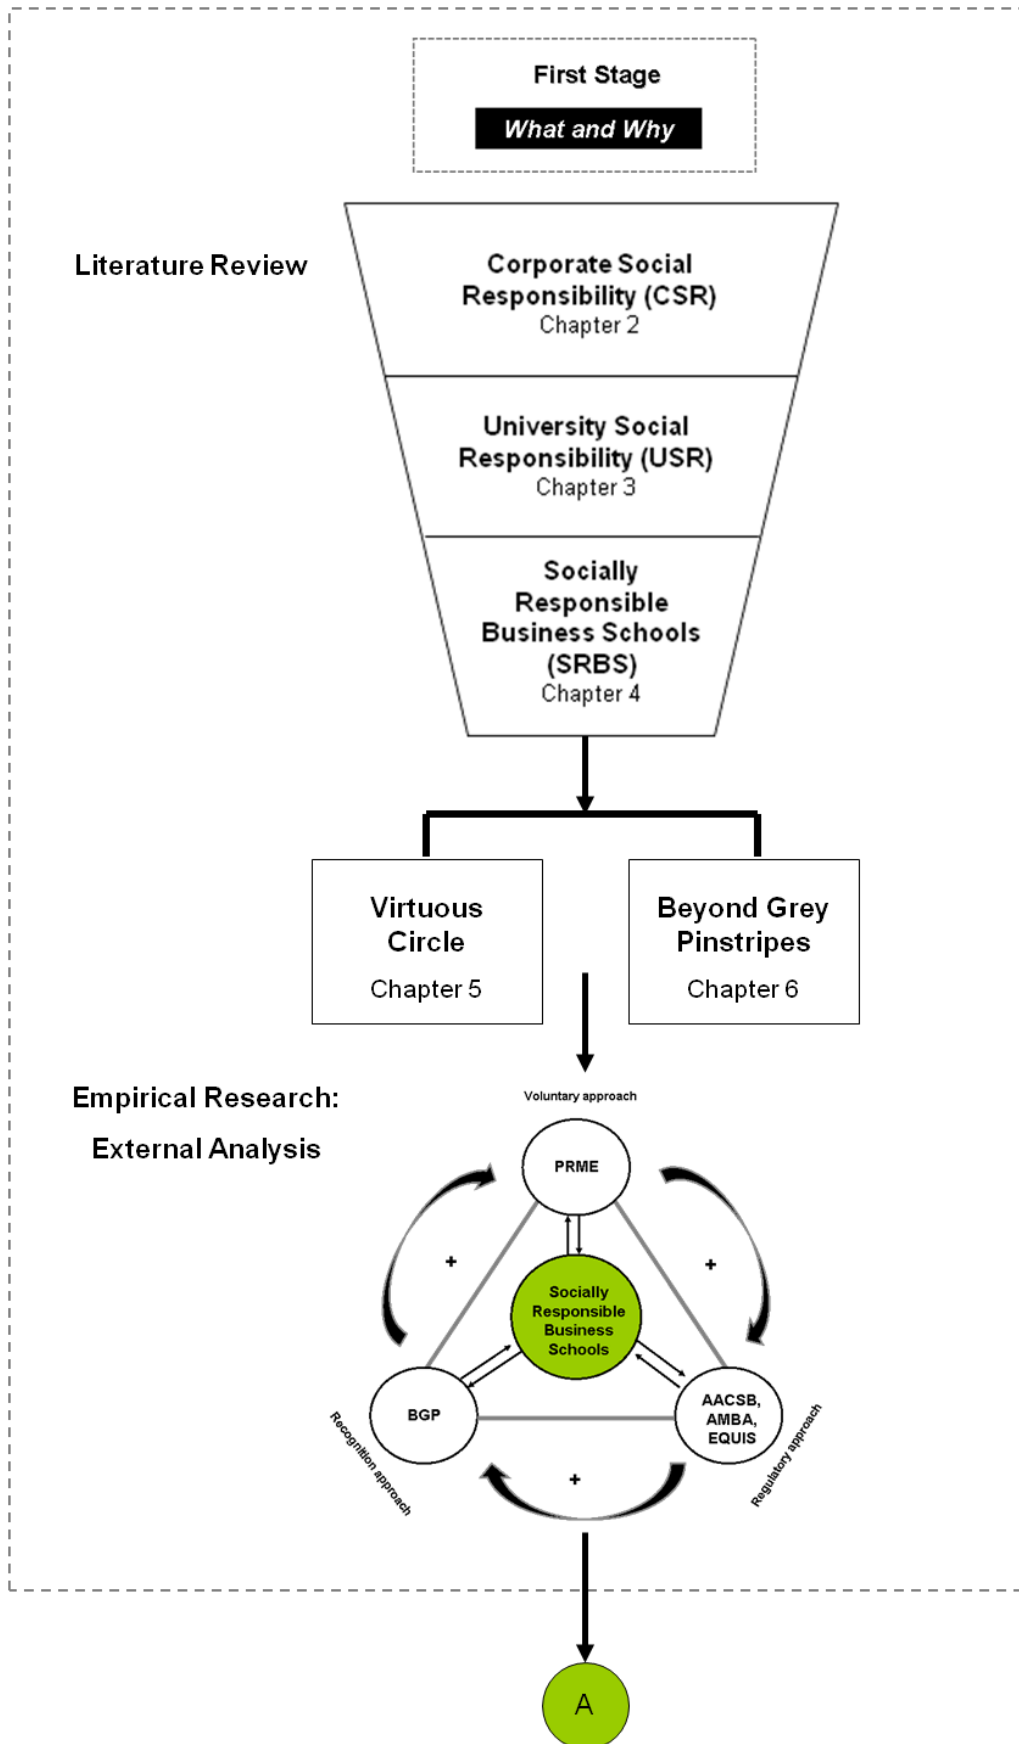 First Stage
What and Why
Literature Review
Corporate Social
Responsibility (CSR)
Chapter 2
University Social
Responsibility (USR)
Chapter 3
Socially
Responsible
Business Schools
(SRBS)
Chapter 4
Virtuous
Circle
Chapter 5
Beyond Grey
Pinstripes
Chapter 6
Empirical Research:
External Analysis
Voluntary approach
PRME
+
+
Socially
Responsible
Business
Schools
BGP
AACSB,
AMBA,
EQUIS
Recognition approach
Regulatory approach
+
A